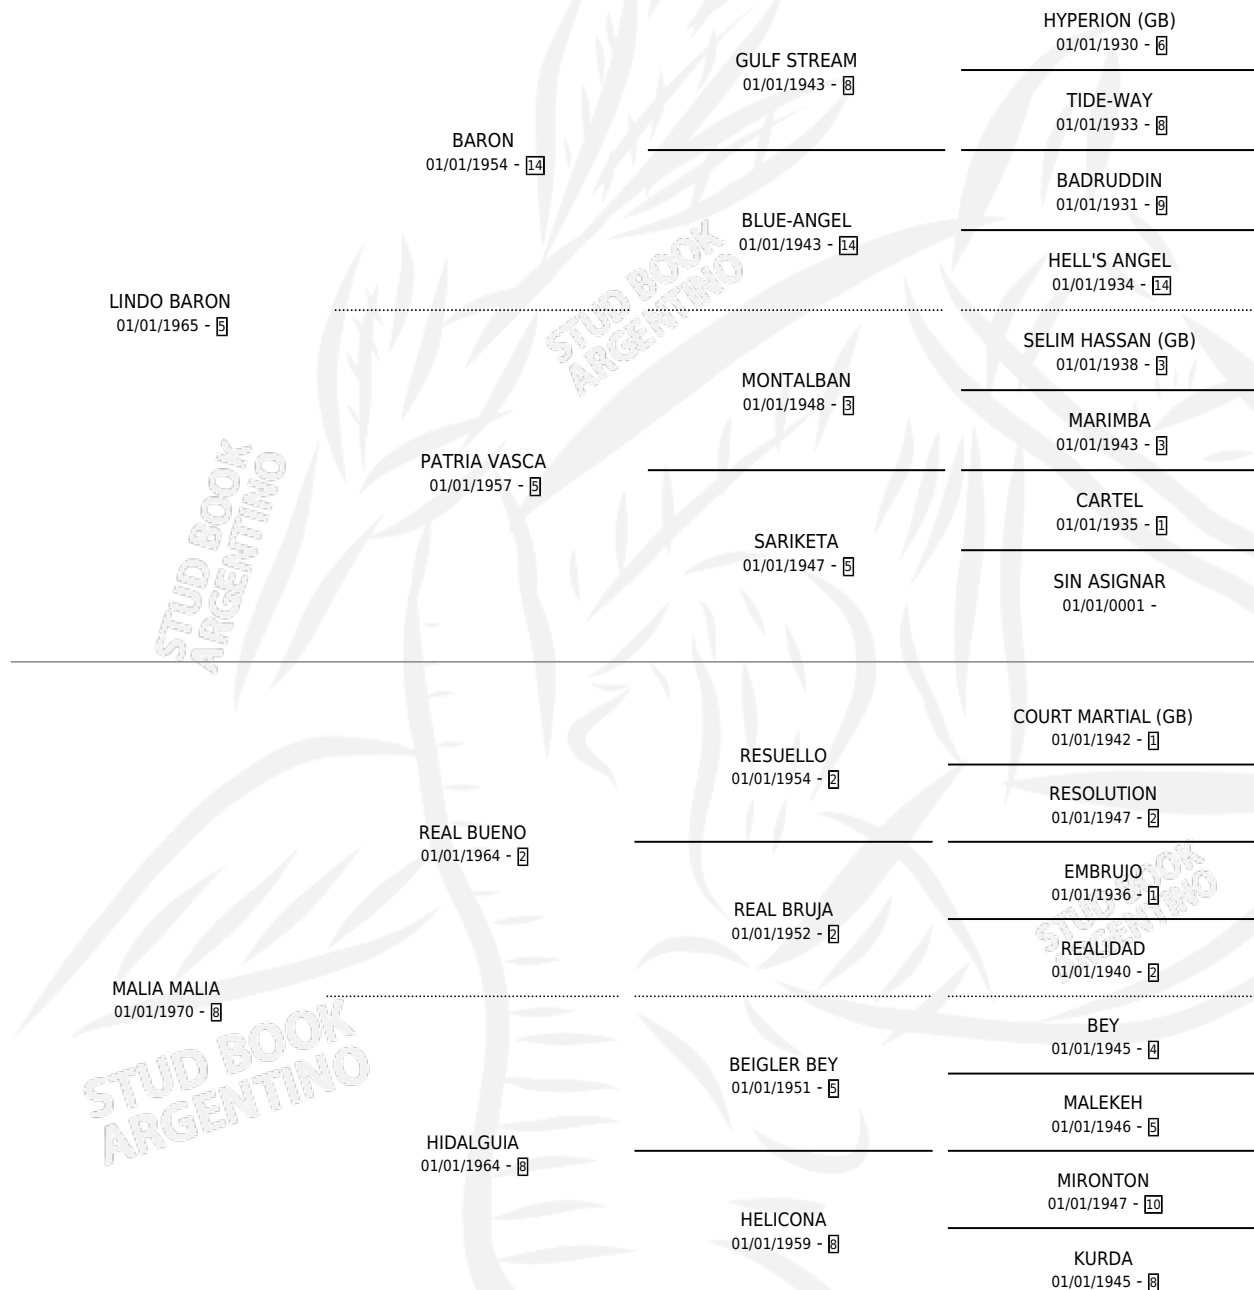 HYPERION (GB)
01/01/1930 - 6
GULF STREAM
01/01/1943 - 8
TIDE-WAY
01/01/1933 - 8
BARON
01/01/1954 - 14
BADRUDDIN
01/01/1931 - 9
BLUE-ANGEL
01/01/1943 - 14
HELL'S ANGEL
01/01/1934 - 14
LINDO BARON
01/01/1965 - 5
SELIM HASSAN (GB)
01/01/1938 - 3
MONTALBAN
01/01/1948 - 3
MARIMBA
01/01/1943 - 3
PATRIA VASCA
01/01/1957 - 5
CARTEL
01/01/1935 - 1
SARIKETA
01/01/1947 - 5
SIN ASIGNAR
01/01/0001 -
COURT MARTIAL (GB)
01/01/1942 - 1
RESUELLO
01/01/1954 - 2
RESOLUTION
01/01/1947 - 2
REAL BUENO
01/01/1964 - 2
EMBRUJO
01/01/1936 - 1
REAL BRUJA
01/01/1952 - 2
REALIDAD
01/01/1940 - 2
MALIA MALIA
01/01/1970 - 8
BEY
01/01/1945 - 4
BEIGLER BEY
01/01/1951 - 5
MALEKEH
01/01/1946 - 5
HIDALGUIA
01/01/1964 - 8
MIRONTON
01/01/1947 - 10
HELICONA
01/01/1959 - 8
KURDA
01/01/1945 - 8
STUD BOOK
ARGENTINO
STUD BOOK
ARGENTINO
STUD BOOK
ARGENTINO
STUD BOOK
ARGENTINO